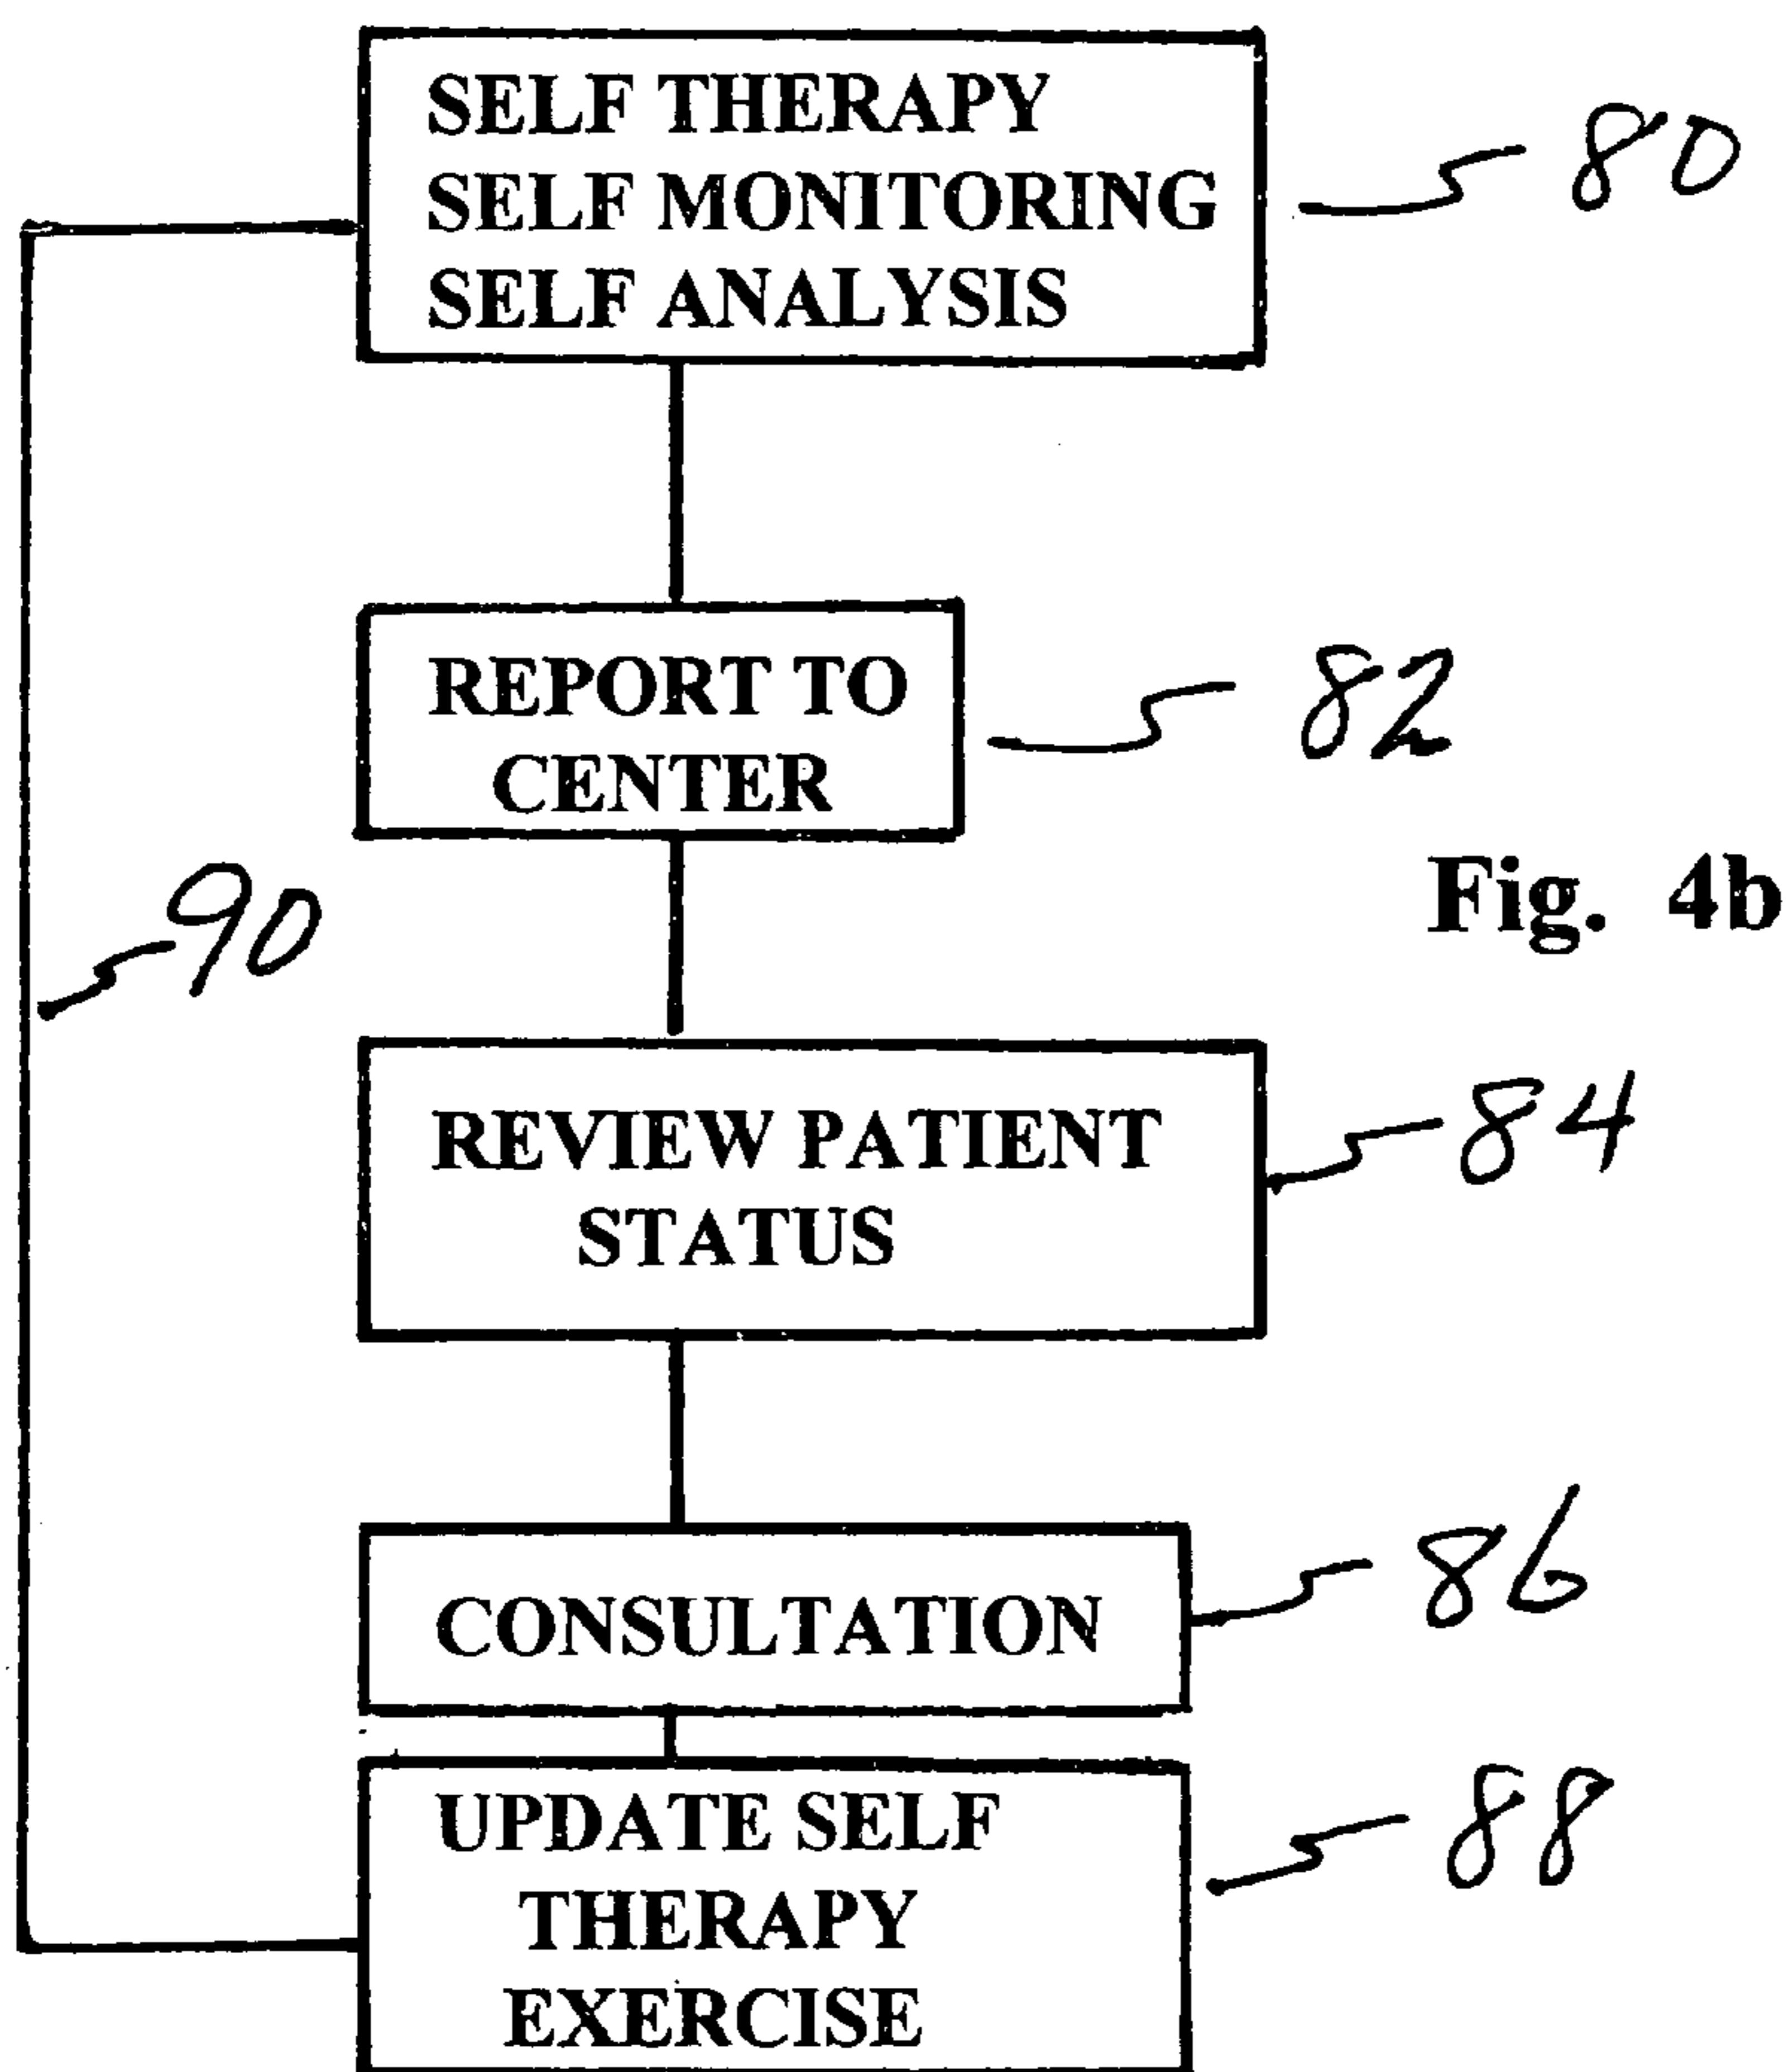 SELF THERAPY
SELF MONITORING
SELF ANALYSIS
80
REPORT TO
CENTER
82
Fig. 4b
90
REVIEW PATIENT
STATUS
84
CONSULTATION
86
UPDATE SELF
THERAPY
EXERCISE
88